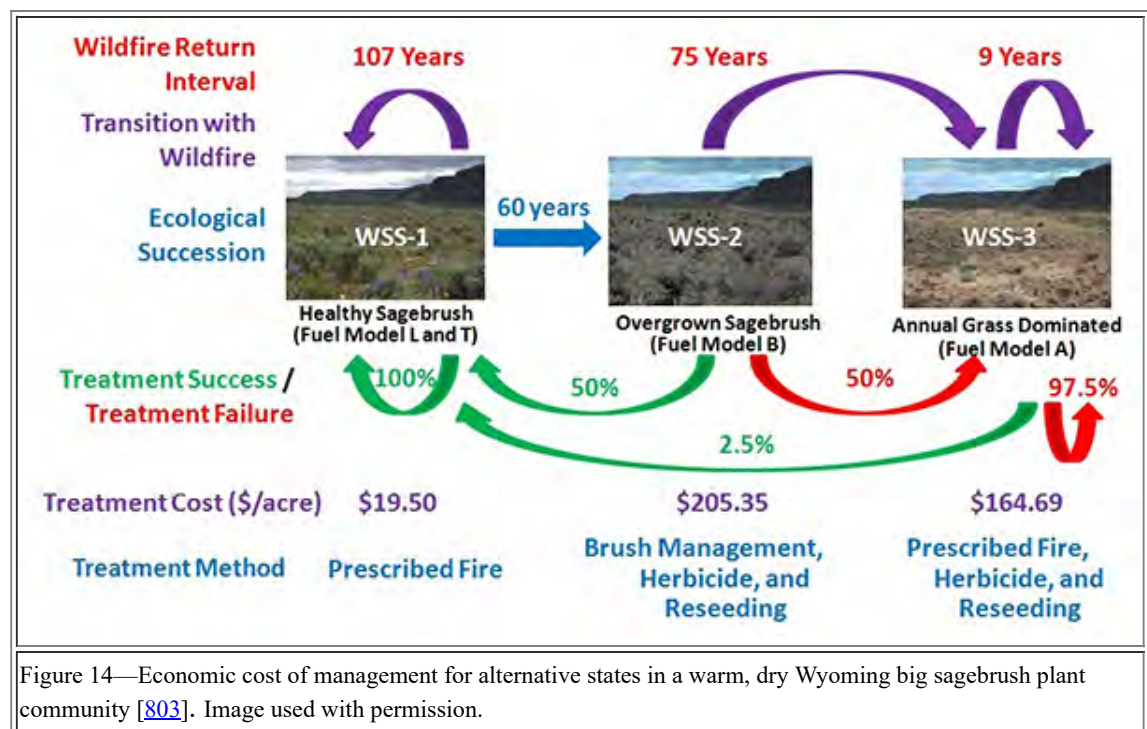 Wildfire Return
Interval
107 Years
75 Years
9 Years
Transition with
Wildfire
Ecological
Succession
WSS-1
60 years
WSS-2
WSS-3
Healthy Sagebrush
(Fuel Model L and T)
Overgrown Sagebrush
(Fuel Model B)
Annual Grass Dominated
(Fuel Model A)
Treatment Success /
Treatment Failure
100%
50%
50%
97.5%
2.5%
Treatment Cost ($/acre)
$19.50
$205.35
$164.69
Treatment Method
Prescribed Fire
Brush Management,
Herbicide, and
Reseeding
Prescribed Fire,
Herbicide, and
Reseeding
Figure 14—Economic cost of management for alternative states in a warm, dry Wyoming big sagebrush plant
community [803]. Image used with permission.